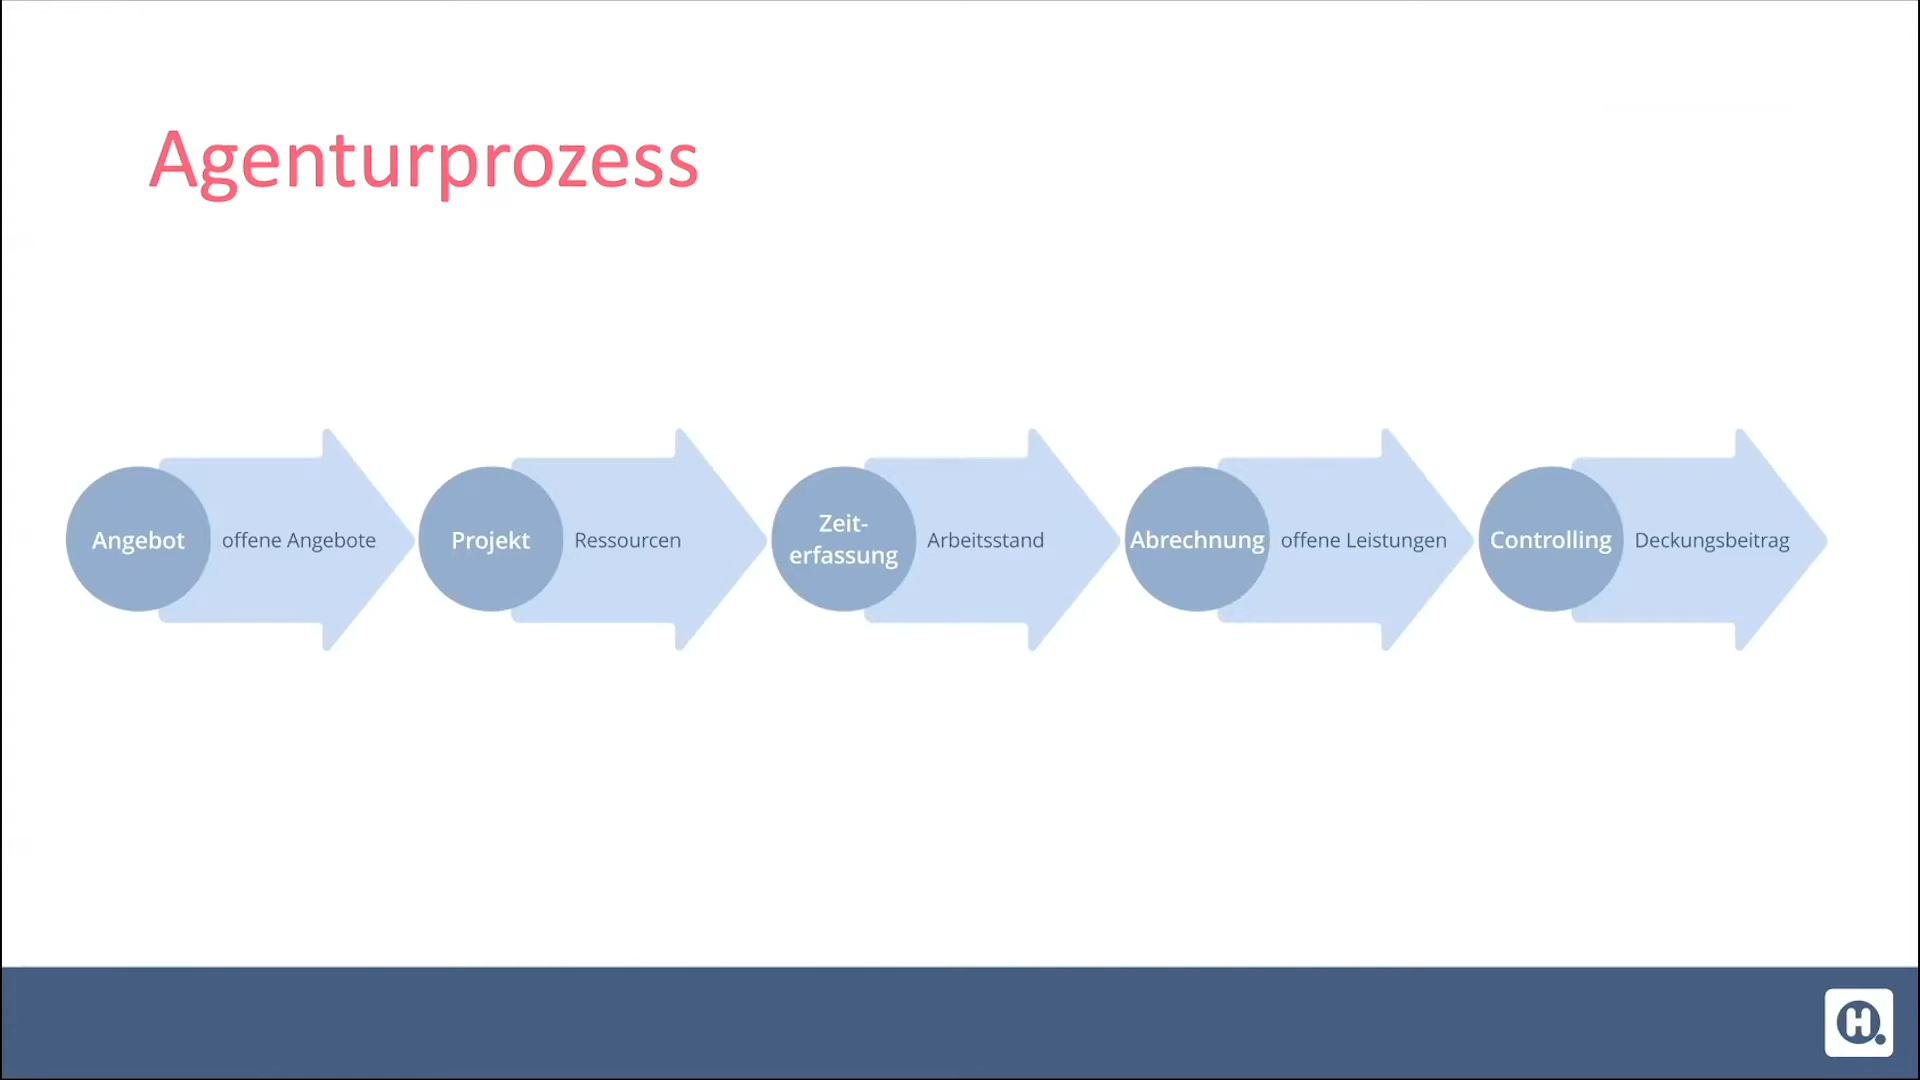 Agenturprozess
Angebot
offene Angebote
Projekt
Ressourcen
Zeit-
erfassung
Arbeitsstand
Abrechnung
offene Leistungen
Controlling
Deckungsbeitrag
H.